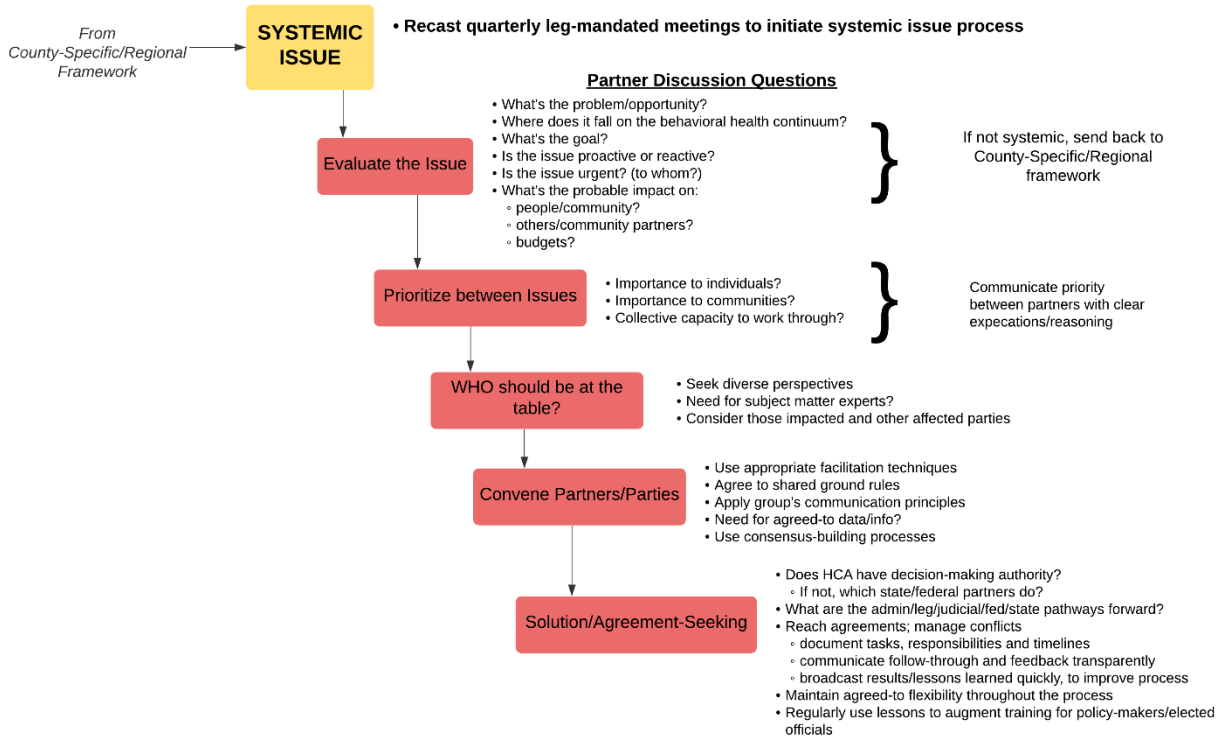 From
County-Specific/Regional
Framework
SYSTEMIC
ISSUE
• Recast quarterly leg-mandated meetings to initiate systemic issue process
Partner Discussion Questions
Evaluate the Issue
• What's the problem/opportunity?
• Where does it fall on the behavioral health continuum?
• What's the goal?
• Is the issue proactive or reactive?
• Is the issue urgent? (to whom?)
• What's the probable impact on:
◦ people/community?
◦ others/community partners?
◦ budgets?
}
If not systemic, send back to
County-Specific/Regional
framework
Prioritize between Issues
• Importance to individuals?
• Importance to communities?
• Collective capacity to work through?
}
Communicate priority
between partners with clear
expecations/reasoning
WHO should be at the
table?
• Seek diverse perspectives
• Need for subject matter experts?
• Consider those impacted and other affected parties
Convene Partners/Parties
• Use appropriate facilitation techniques
• Agree to shared ground rules
• Apply group's communication principles
• Need for agreed-to data/info?
• Use consensus-building processes
Solution/Agreement-Seeking
• Does HCA have decision-making authority?
◦ If not, which state/federal partners do?
• What are the admin/leg/judicial/fed/state pathways forward?
• Reach agreements; manage conflicts
◦ document tasks, responsibilities and timelines
◦ communicate follow-through and feedback transparently
◦ broadcast results/lessons learned quickly, to improve process
• Maintain agreed-to flexibility throughout the process
• Regularly use lessons to augment training for policy-makers/elected
officials